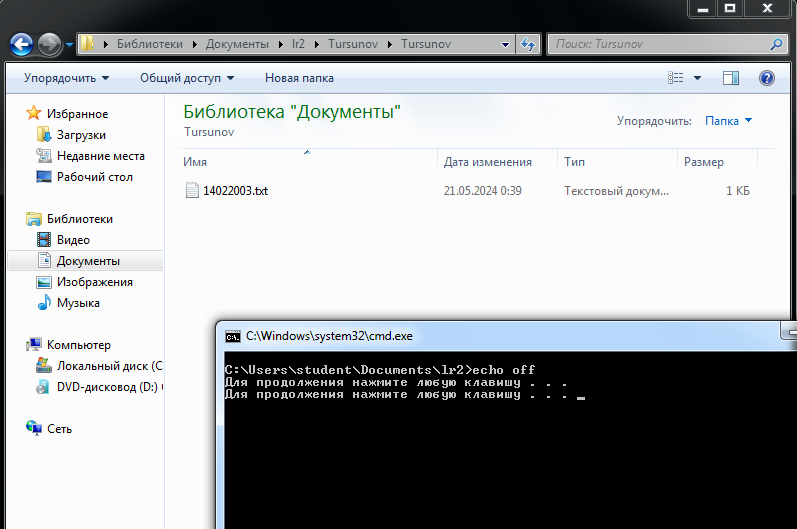 Библиотеки ▸ Документы ▸ lr2 ▸ Tursunov ▸ Tursunov
Поиск: Tursunov
Упорядочить Общий доступ Новая папка
Избранное
Загрузки
Недавние места
Рабочий стол
Библиотеки
Видео
Документы
Изображения
Музыка
Компьютер
Локальный диск (C
DVD-дисковод (D:) (
Сеть
Библиотека "Документы"
Tursunov
Упорядочить: Папка
Имя Дата изменения Тип Размер
14022003.txt 21.05.2024 0:39 Текстовый докум... 1 КБ
C:\Windows\system32\cmd.exe
C:\Users\student\Documents\lr2>echo off
Для продолжения нажмите любую клавишу . . .
Для продолжения нажмите любую клавишу . . . _